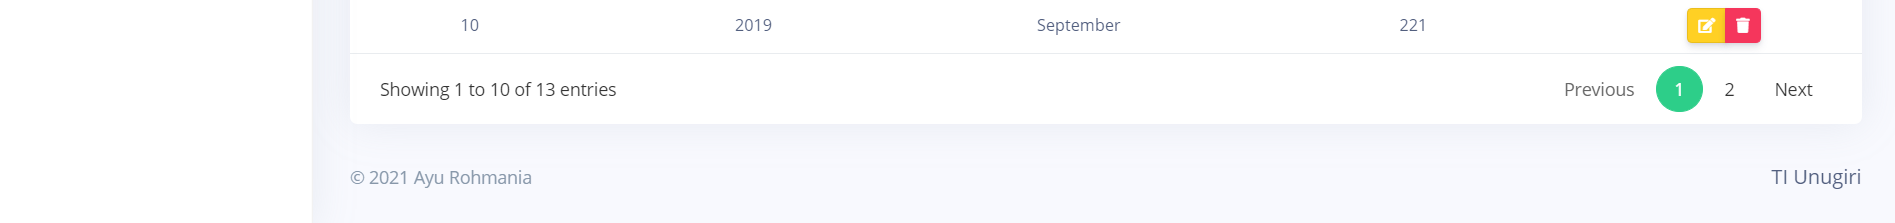 10 2019 September 221
Showing 1 to 10 of 13 entries Previous 1 2 Next
© 2021 Ayu Rohmania TI Unugiri